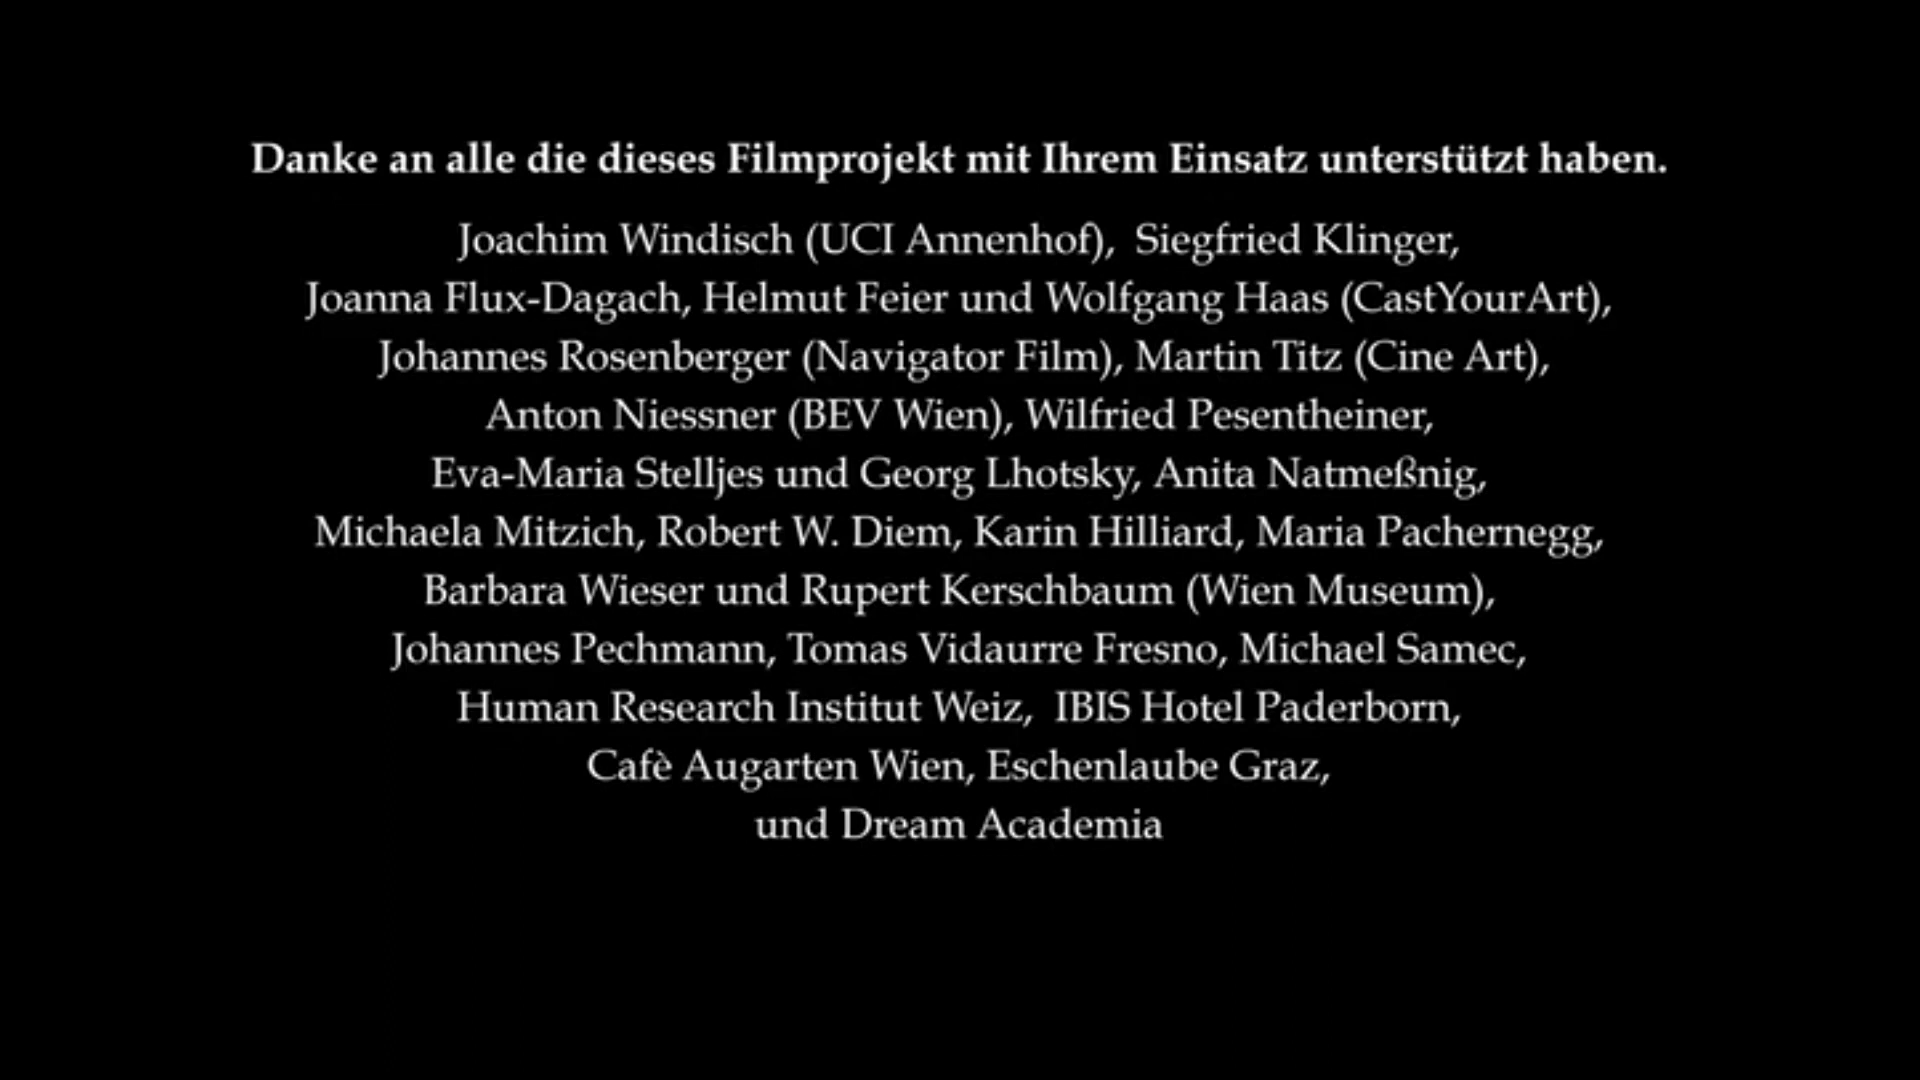 Danke an alle die dieses Filmprojekt mit Ihrem Einsatz unterstützt haben.
Joachim Windisch (UCI Annenhof),  Siegfried Klinger,
Joanna Flux-Dagach, Helmut Feier und Wolfgang Haas (CastYourArt),
Johannes Rosenberger (Navigator Film), Martin Titz (Cine Art),
Anton Niessner (BEV Wien), Wilfried Pesentheiner,
Eva-Maria Stelljes und Georg Lhotsky, Anita Natmeßnig,
Michaela Mitzich, Robert W. Diem, Karin Hilliard, Maria Pachernegg,
Barbara Wieser und Rupert Kerschbaum (Wien Museum),
Johannes Pechmann, Tomas Vidaurre Fresno, Michael Samec,
Human Research Institut Weiz,  IBIS Hotel Paderborn,
Cafè Augarten Wien, Eschenlaube Graz,
und Dream Academia